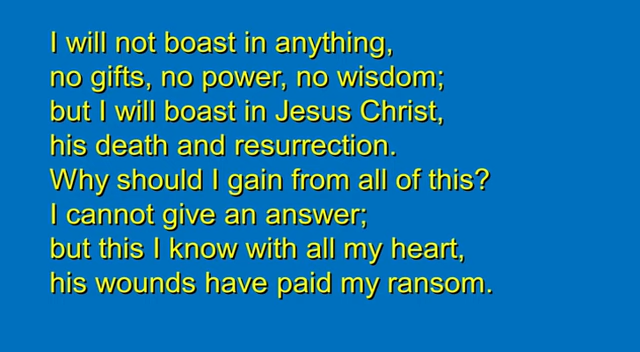 I will not boast in anything,
no gifts, no power, no wisdom;
but I will boast in Jesus Christ,
his death and resurrection.
Why should I gain from all of this?
I cannot give an answer;
but this I know with all my heart,
his wounds have paid my ransom.